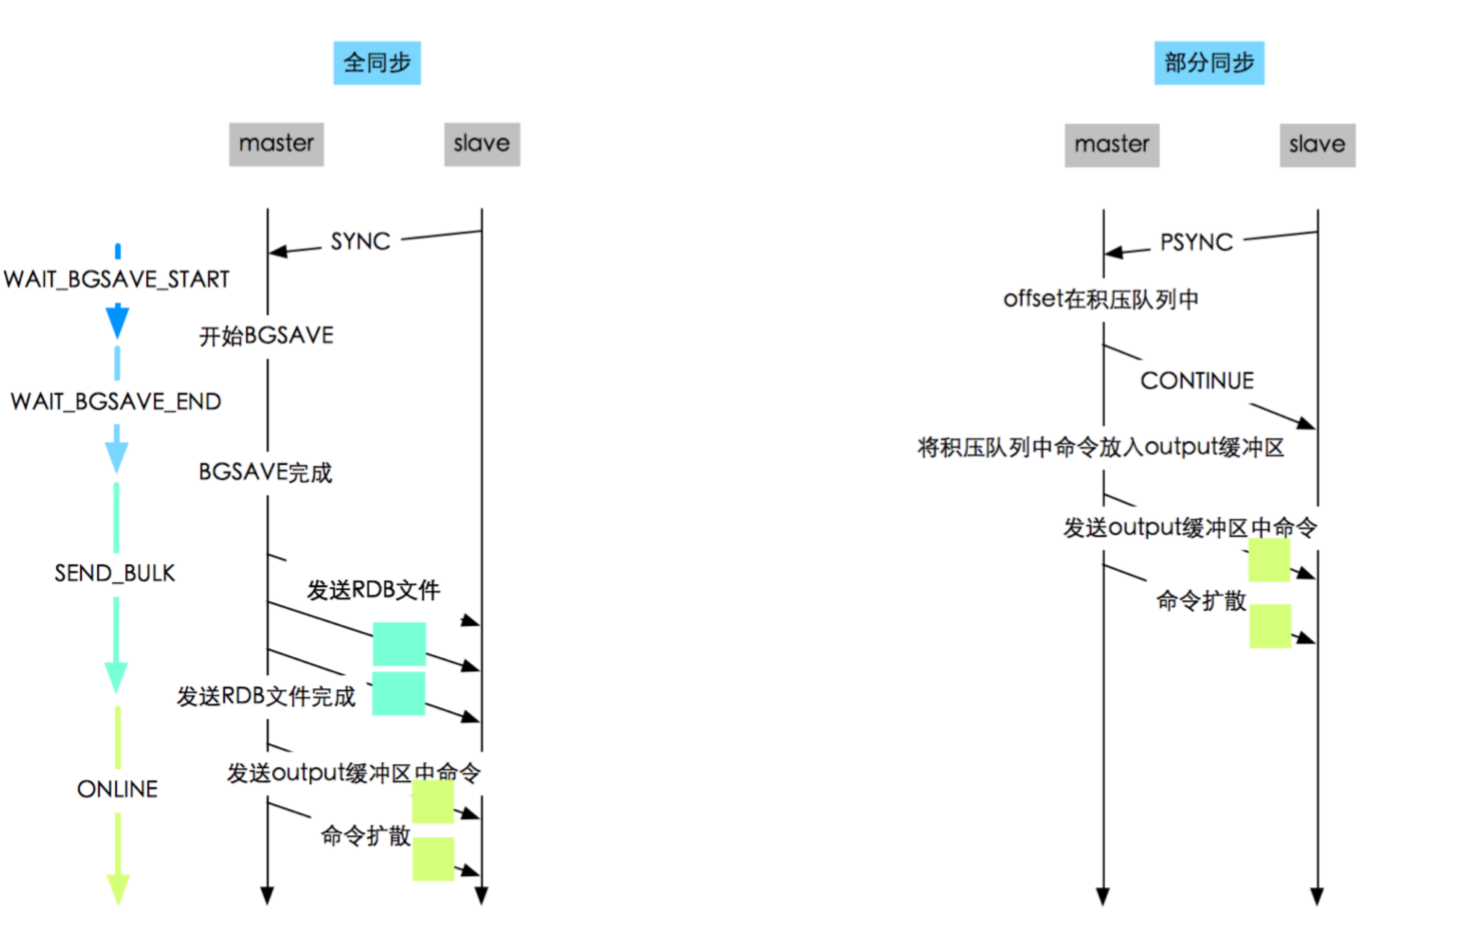 全同步
master
slave
SYNC
WAIT_BGSAVE_START
开始BGSAVE
WAIT_BGSAVE_END
BGSAVE完成
SEND_BULK
发送RDB文件
发送RDB文件完成
发送output缓冲区中命令
ONLINE
命令扩散
部分同步
master
slave
PSYNC
offset在积压队列中
CONTINUE
将积压队列中命令放入output缓冲区
发送output缓冲区中命令
命令扩散